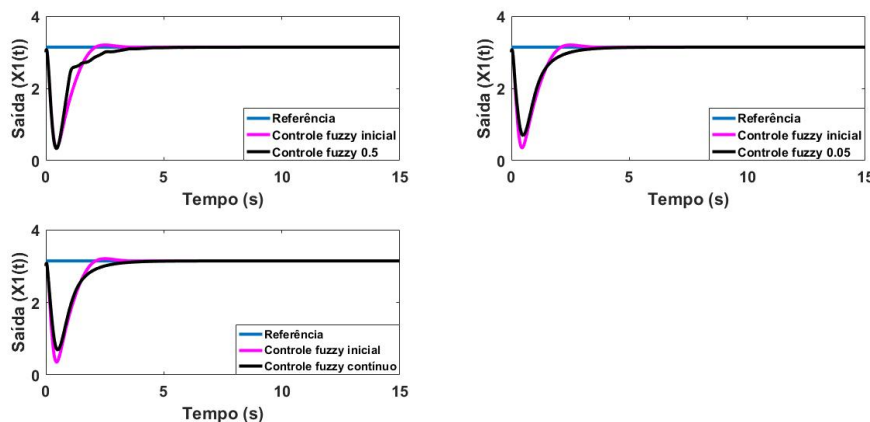 4
2
0
0
5
10
15
Saída (X1(t))
Tempo (s)
Referência
Controle fuzzy inicial
Controle fuzzy 0.5
4
2
0
0
5
10
15
Saída (X1(t))
Tempo (s)
Referência
Controle fuzzy inicial
Controle fuzzy 0.05
4
2
0
0
5
10
15
Saída (X1(t))
Tempo (s)
Referência
Controle fuzzy inicial
Controle fuzzy contínuo